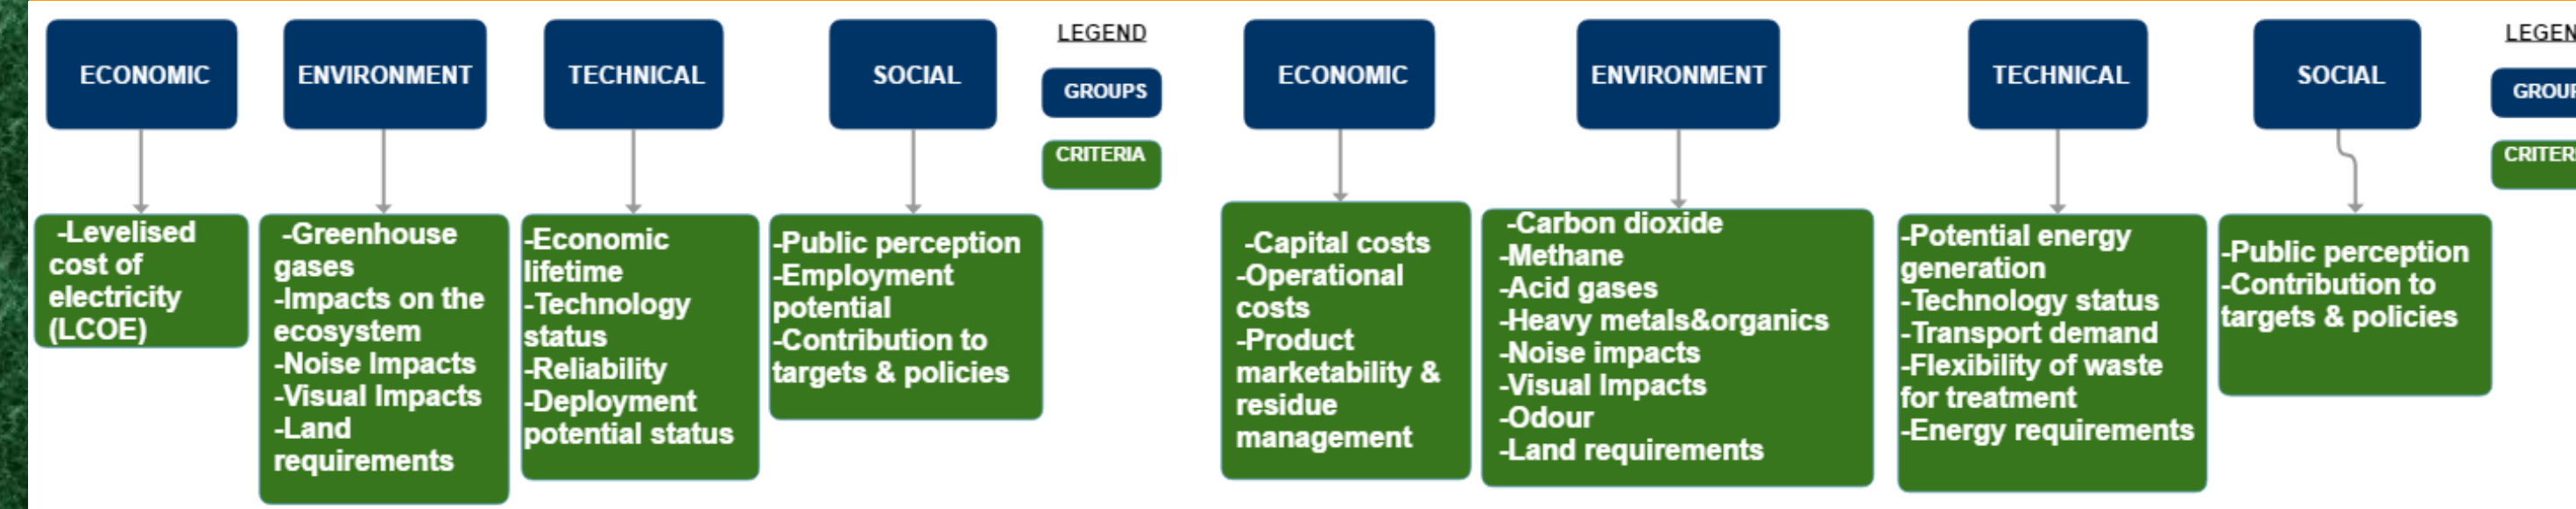 ECONOMIC
-Levelised
cost of
electricity
(LCOE)
ENVIRONMENT
-Greenhouse
gases
-Impacts on the
ecosystem
-Noise Impacts
-Visual Impacts
-Land
requirements
TECHNICAL
-Economic
lifetime
-Technology
status
-Reliability
-Deployment
potential status
SOCIAL
-Public perception
-Employment
potential
-Contribution to
targets & policies
LEGEND
GROUPS
CRITERIA
ECONOMIC
-Capital costs
-Operational
costs
-Product
marketability &
residue
management
ENVIRONMENT
-Carbon dioxide
-Methane
-Acid gases
-Heavy metals&organics
-Noise impacts
-Visual Impacts
-Odour
-Land requirements
TECHNICAL
-Potential energy
generation
-Technology status
-Transport demand
-Flexibility of waste
for treatment
-Energy requirements
SOCIAL
-Public perception
-Contribution to
targets & policies
LEGEN
GROUP
CRITER